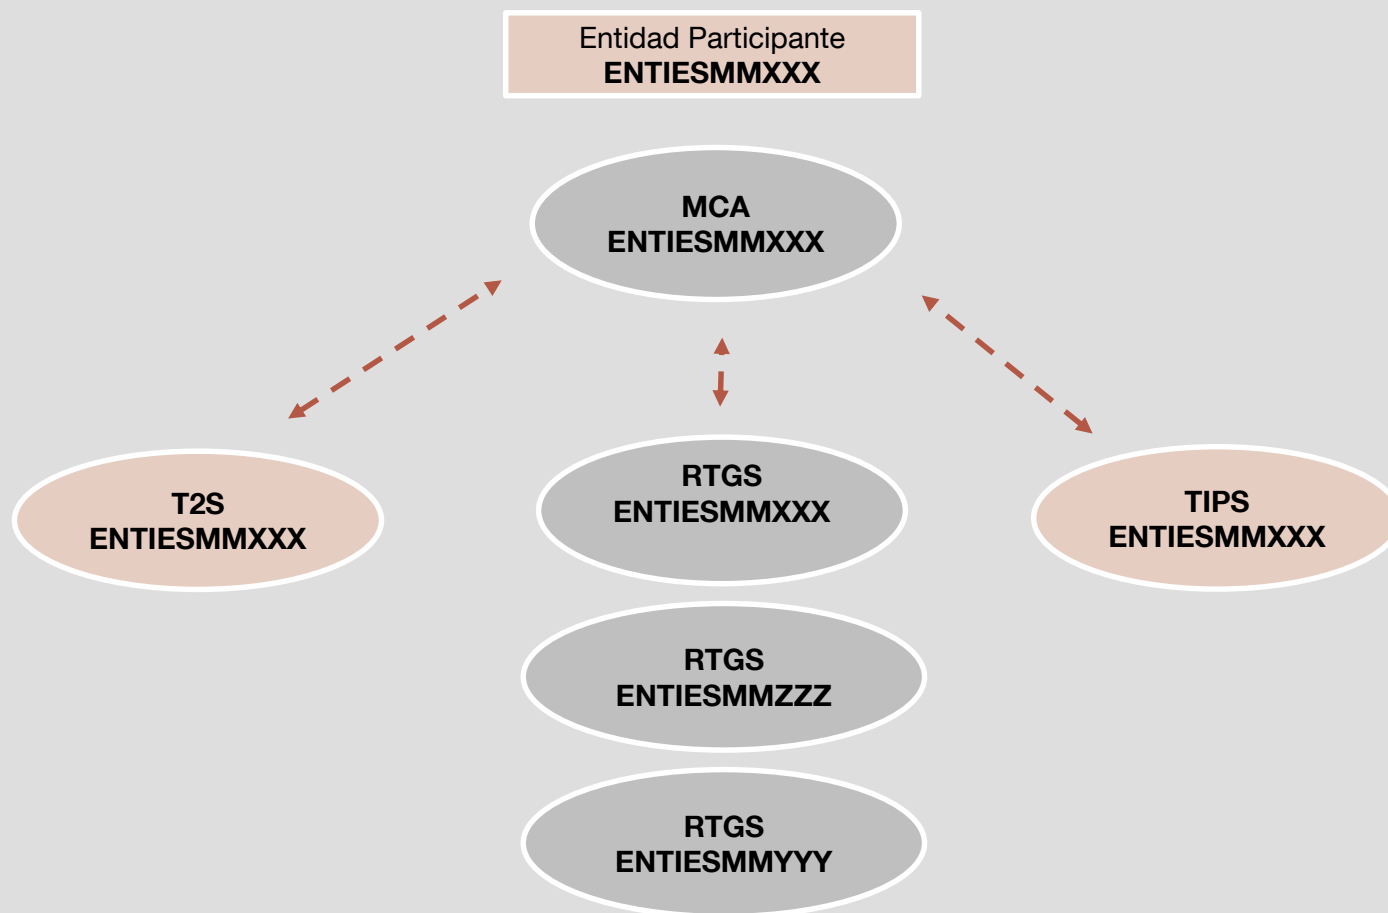 Entidad Participante
ENTIESMMXXX
MCA
ENTIESMMXXX
T2S
ENTIESMMXXX
RTGS
ENTIESMMXXX
TIPS
ENTIESMMXXX
RTGS
ENTIESMMZZZ
RTGS
ENTIESMMYYY